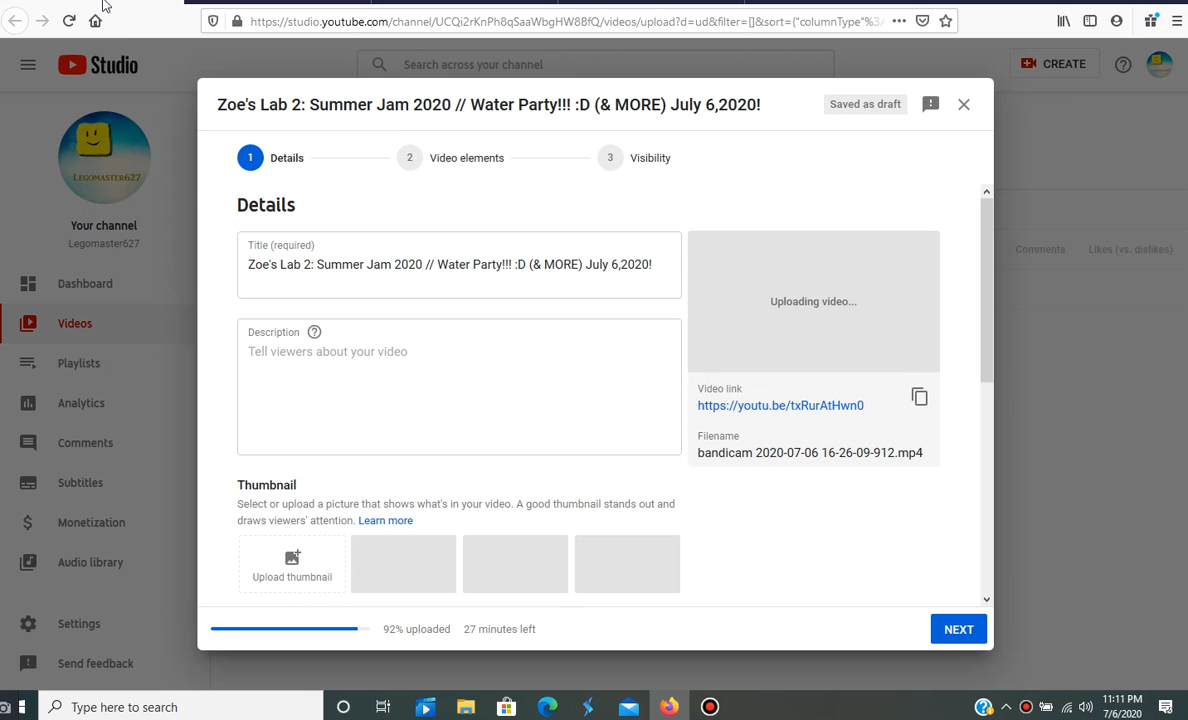 https://studio.youtube.com/channel/UCQi2rKnPh8qSaaWbgHW8BfQ/videos/upload?d=ud&filter=[]&sort={"columnType"%3
Studio
Search across your channel
CREATE
LEGOMASTER627
Your channel
Legomaster627
Dashboard
Videos
Playlists
Analytics
Comments
Subtitles
Monetization
Audio library
Settings
Send feedback
Zoe's Lab 2: Summer Jam 2020 // Water Party!!! :D (& MORE) July 6,2020!
Saved as draft
1 Details
2 Video elements
3 Visibility
Details
Title (required)
Zoe's Lab 2: Summer Jam 2020 // Water Party!!! :D (& MORE) July 6,2020!
Description
Tell viewers about your video
Uploading video...
Video link
https://youtu.be/txRurAtHwn0
Filename
bandicam 2020-07-06 16-26-09-912.mp4
Thumbnail
Select or upload a picture that shows what's in your video. A good thumbnail stands out and
draws viewers' attention. Learn more
Upload thumbnail
92% uploaded 27 minutes left
NEXT
Comments
Likes (vs. dislikes)
Type here to search
11:11 PM
7/6/2020